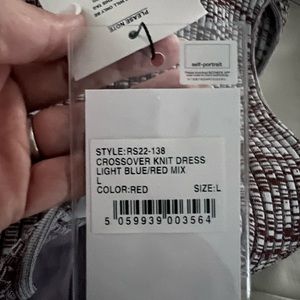 PLEASE NOTE
self-portrait
STYLE:RS22-138
CROSSOVER KNIT DRESS
LIGHT BLUE/RED MIX
L
COLOR:RED SIZE:L
5 059939 003564